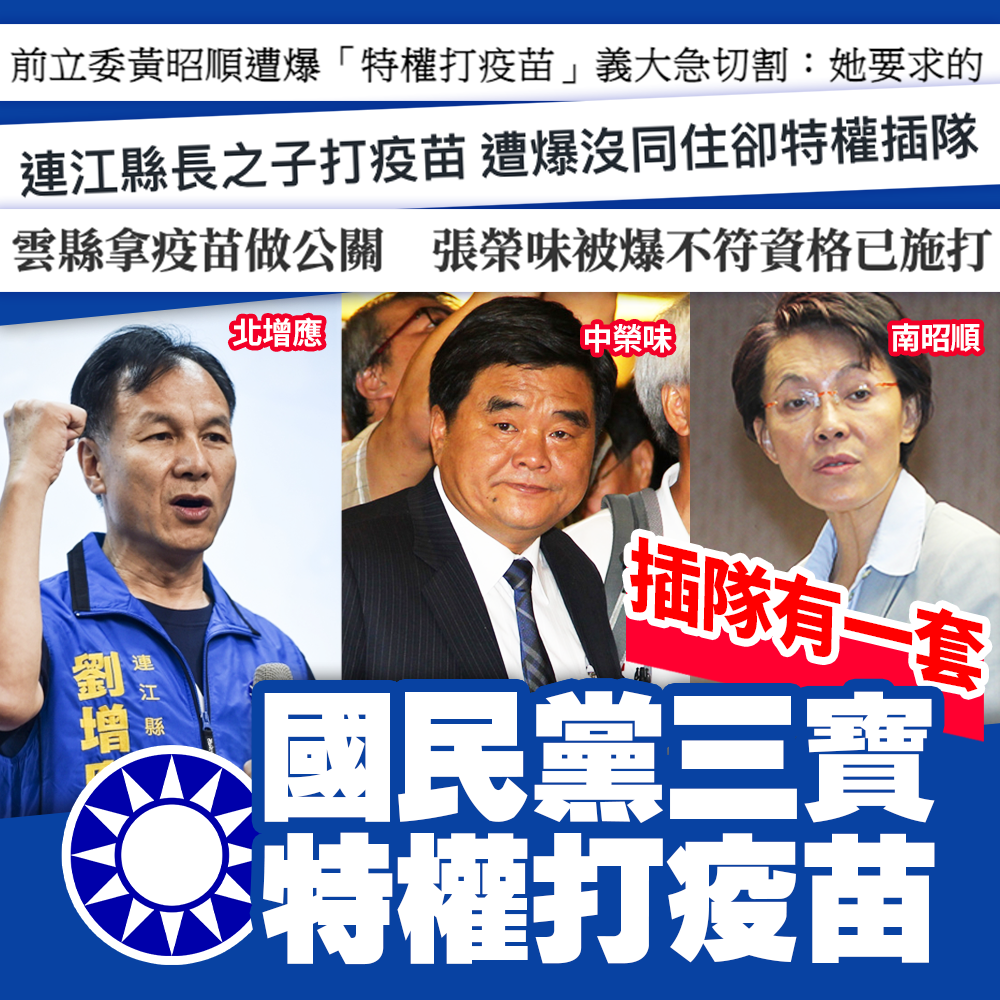 前立委黃昭順遭爆「特權打疫苗」義大急切割：她要求的
連江縣長之子打疫苗 遭爆沒同住卻特權插隊
雲縣拿疫苗做公關　張榮味被爆不符資格已施打
北增應
中榮味
南昭順
連江縣
劉增
插隊有一套
國民黨三寶
特權打疫苗